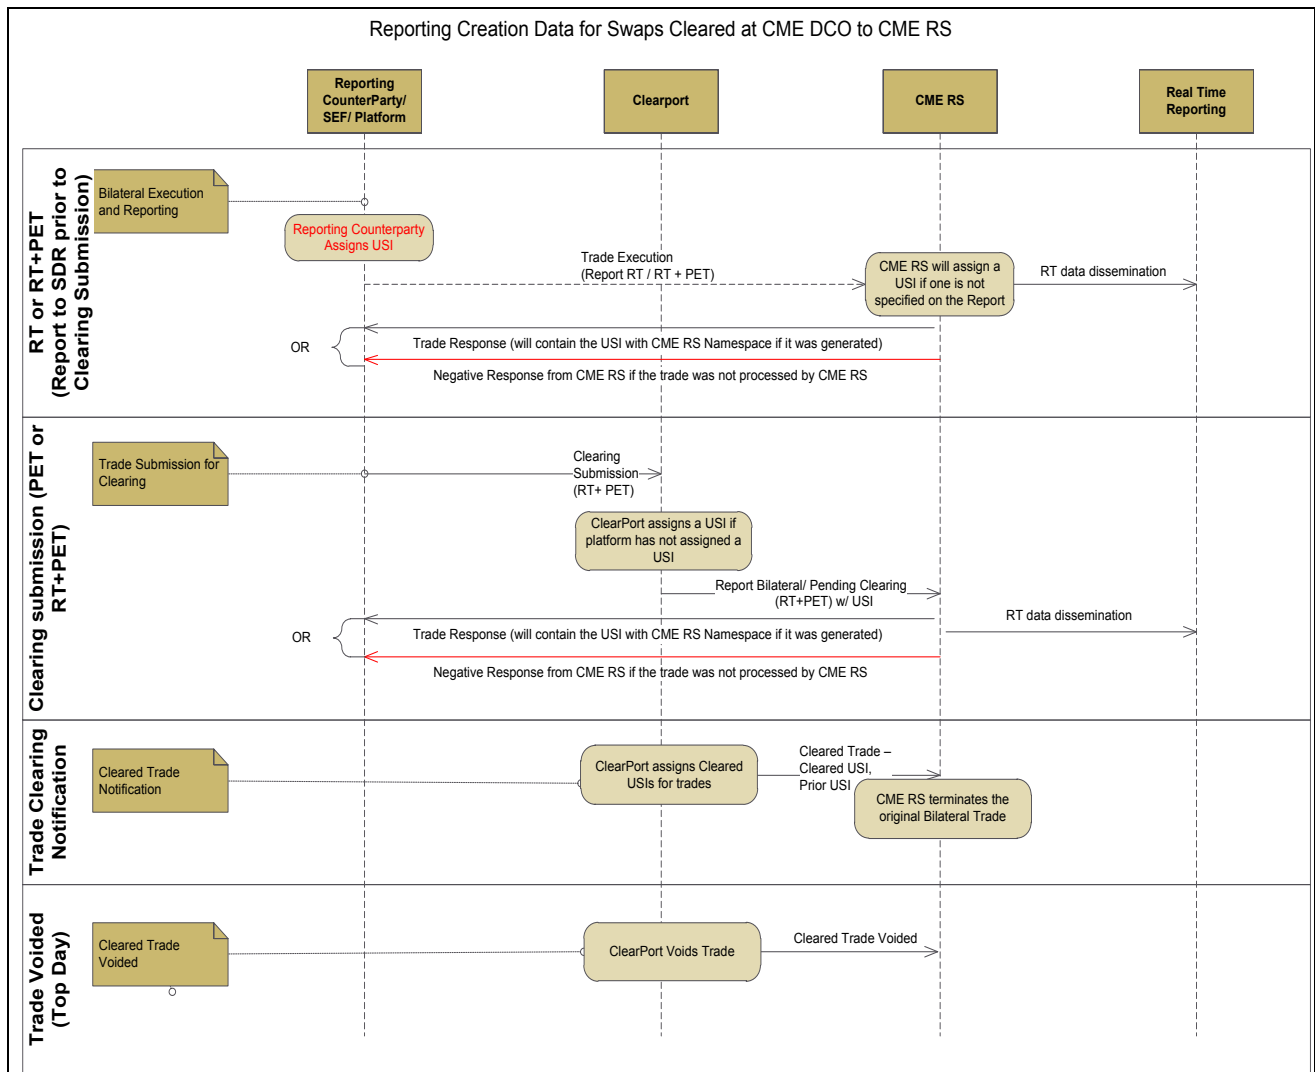 Reporting Creation Data for Swaps Cleared at CME DCO to CME RS
Reporting
CounterParty/
SEF/ Platform
Clearport
CME RS
Real Time
Reporting
RT or RT+PET
(Report to SDR prior to
Clearing Submission)
Bilateral Execution
and Reporting
Reporting Counterparty
Assigns USI
Trade Execution
(Report RT / RT + PET)
CME RS will assign a
USI if one is not
specified on the Report
RT data dissemination
OR
Trade Response (will contain the USI with CME RS Namespace if it was generated)
Negative Response from CME RS if the trade was not processed by CME RS
Clearing submission (PET or
RT+PET)
Trade Submission for
Clearing
Clearing
Submission
(RT+ PET)
ClearPort assigns a USI if
platform has not assigned a
USI
Report Bilateral/ Pending Clearing
(RT+PET) w/ USI
RT data dissemination
OR
Trade Response (will contain the USI with CME RS Namespace if it was generated)
Negative Response from CME RS if the trade was not processed by CME RS
Trade Clearing
Notification
Cleared Trade
Notification
ClearPort assigns Cleared
USIs for trades
Cleared Trade –
Cleared USI,
Prior USI
CME RS terminates the
original Bilateral Trade
Trade Voided
(Top Day)
Cleared Trade
Voided
ClearPort Voids Trade
Cleared Trade Voided